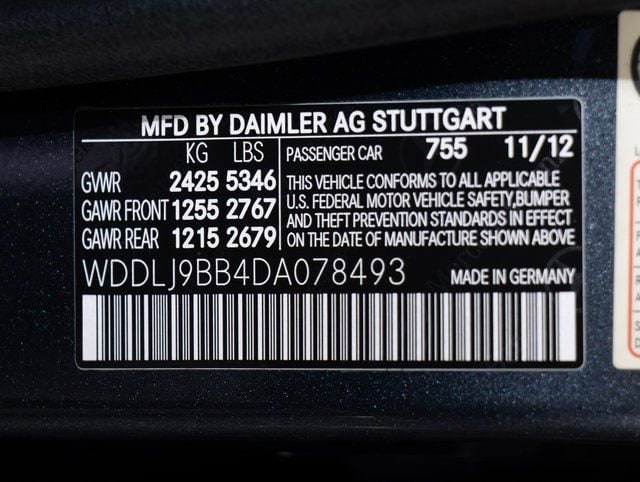 MFD BY DAIMLER AG STUTTGART
KG LBS
GVWR 2425 5346
GAWR FRONT 1255 2767
GAWR REAR 1215 2679
PASSENGER CAR 755 11/12
THIS VEHICLE CONFORMS TO ALL APPLICABLE
U.S. FEDERAL MOTOR VEHICLE SAFETY,BUMPER
AND THEFT PREVENTION STANDARDS IN EFFECT
ON THE DATE OF MANUFACTURE SHOWN ABOVE
WDDLJ9BB4DA078493
MADE IN GERMANY